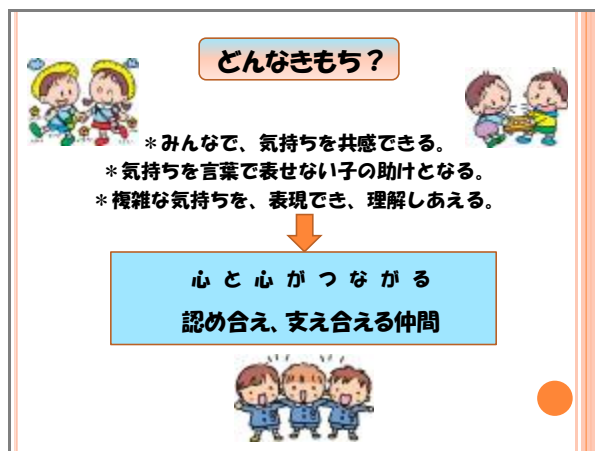 どんなきもち？
＊みんなで、気持ちを共感できる。
＊気持ちを言葉で表せない子の助けとなる。
＊複雑な気持ちを、表現でき、理解しあえる。
心と心がつながる
認め合え、支え合える仲間